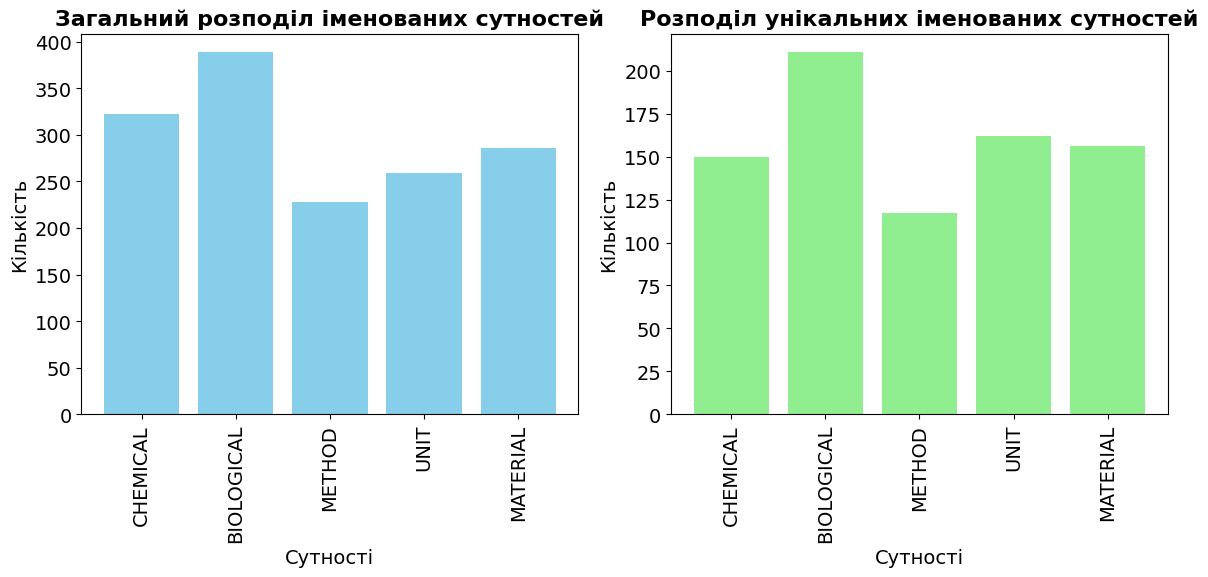 Загальний розподіл іменованих сутностей
Кількість
400
350
300
250
200
150
100
50
0
CHEMICAL
BIOLOGICAL
METHOD
UNIT
MATERIAL
Сутності
Розподіл унікальних іменованих сутностей
Кількість
200
175
150
125
100
75
50
25
0
CHEMICAL
BIOLOGICAL
METHOD
UNIT
MATERIAL
Сутності